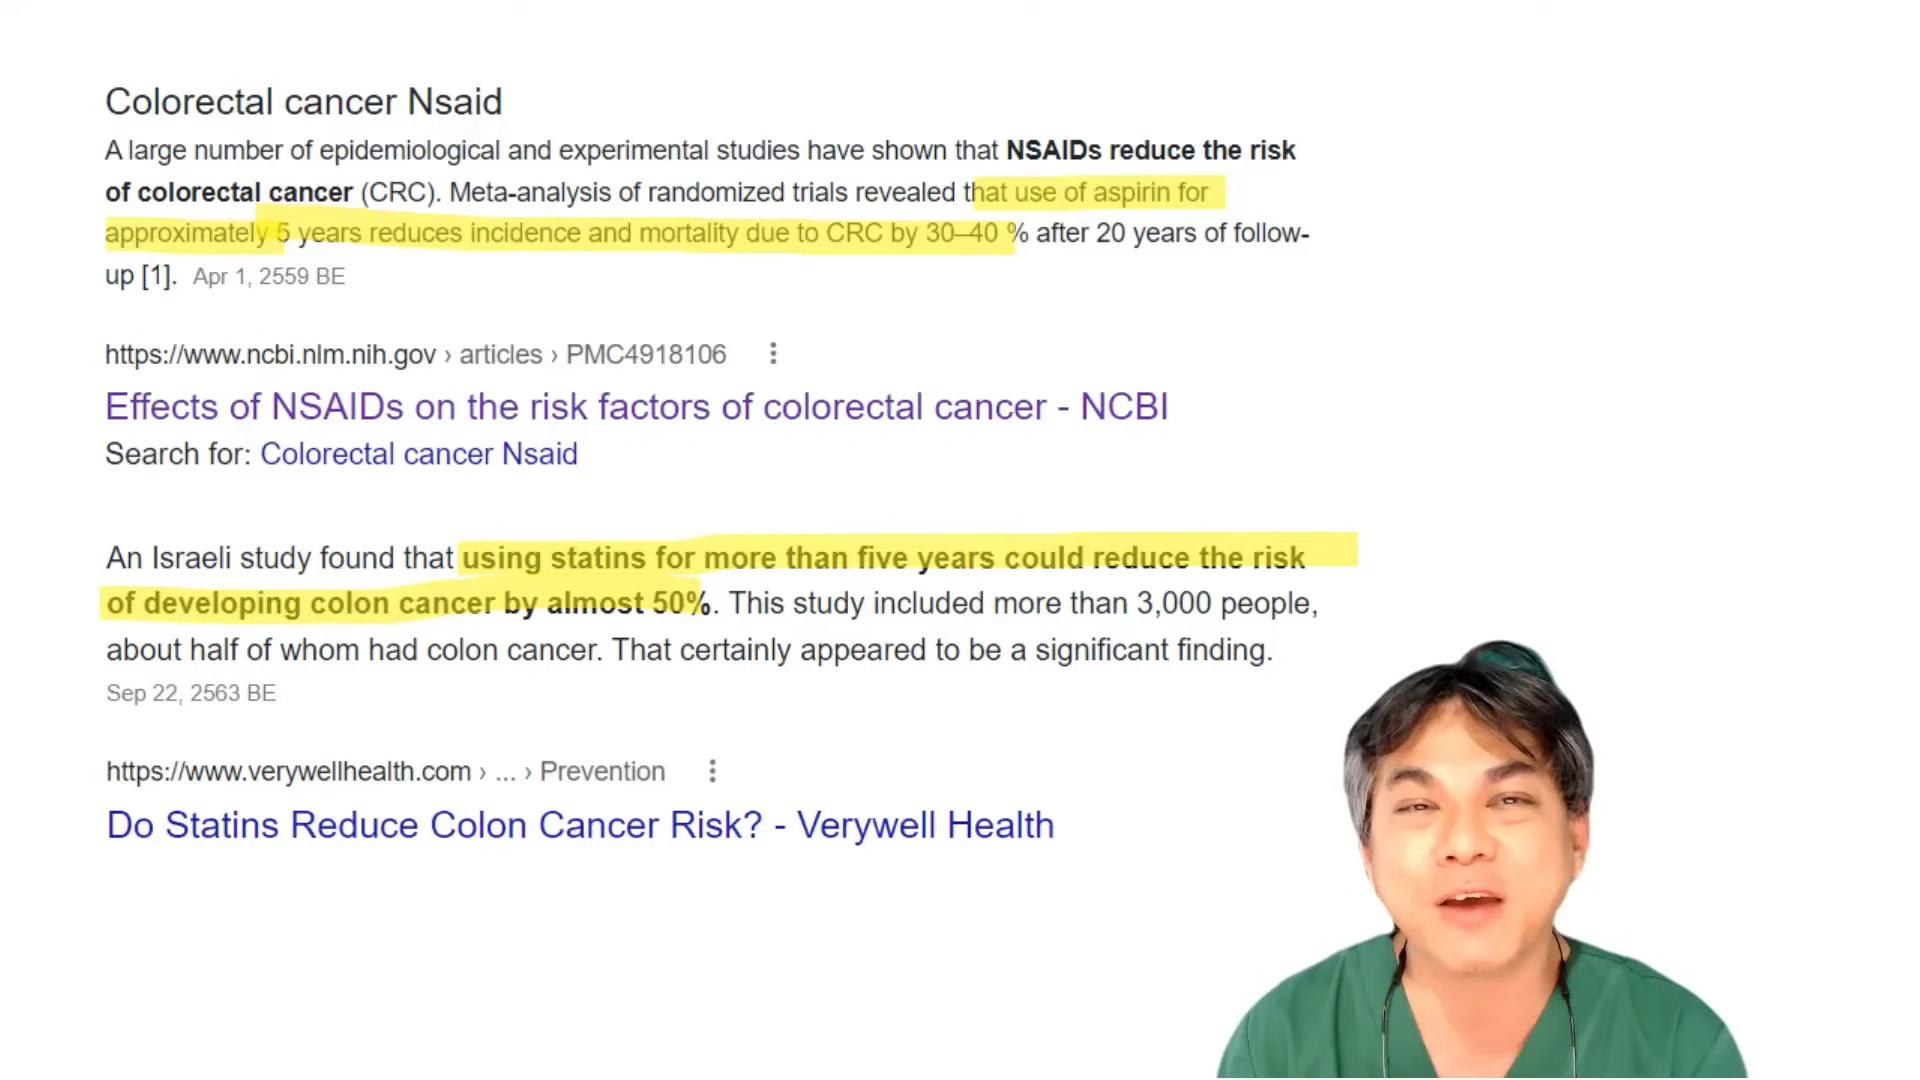 Colorectal cancer Nsaid
A large number of epidemiological and experimental studies have shown that NSAIDs reduce the risk
of colorectal cancer (CRC). Meta-analysis of randomized trials revealed that use of aspirin for
approximately 5 years reduces incidence and mortality due to CRC by 30–40 % after 20 years of follow-
up [1]. Apr 1, 2559 BE
https://www.ncbi.nlm.nih.gov › articles › PMC4918106
Effects of NSAIDs on the risk factors of colorectal cancer - NCBI
Search for: Colorectal cancer Nsaid
An Israeli study found that using statins for more than five years could reduce the risk
of developing colon cancer by almost 50%. This study included more than 3,000 people,
about half of whom had colon cancer. That certainly appeared to be a significant finding.
Sep 22, 2563 BE
https://www.verywellhealth.com › ... › Prevention
Do Statins Reduce Colon Cancer Risk? - Verywell Health